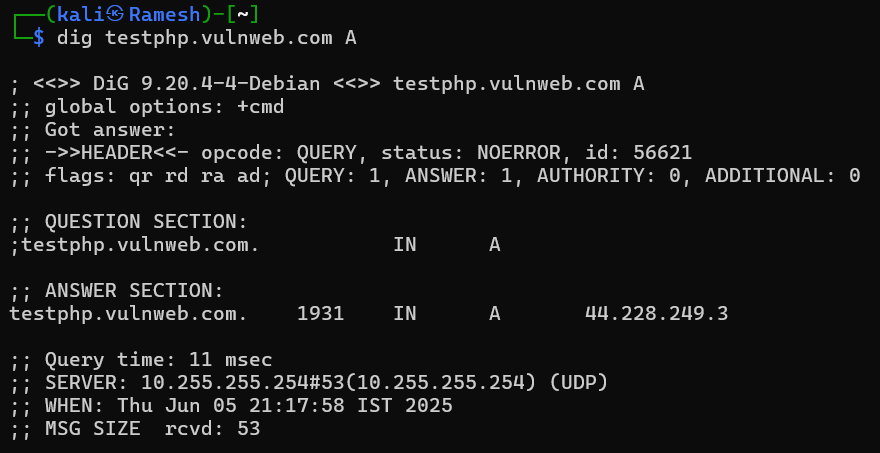 ┌──(kali㉿Ramesh)-[~]
└─$ dig testphp.vulnweb.com A

; <<>> DiG 9.20.4-4-Debian <<>> testphp.vulnweb.com A
;; global options: +cmd
;; Got answer:
;; ->>HEADER<<- opcode: QUERY, status: NOERROR, id: 56621
;; flags: qr rd ra ad; QUERY: 1, ANSWER: 1, AUTHORITY: 0, ADDITIONAL: 0

;; QUESTION SECTION:
;testphp.vulnweb.com.           IN      A

;; ANSWER SECTION:
testphp.vulnweb.com.    1931    IN      A       44.228.249.3

;; Query time: 11 msec
;; SERVER: 10.255.255.254#53(10.255.255.254) (UDP)
;; WHEN: Thu Jun 05 21:17:58 IST 2025
;; MSG SIZE  rcvd: 53